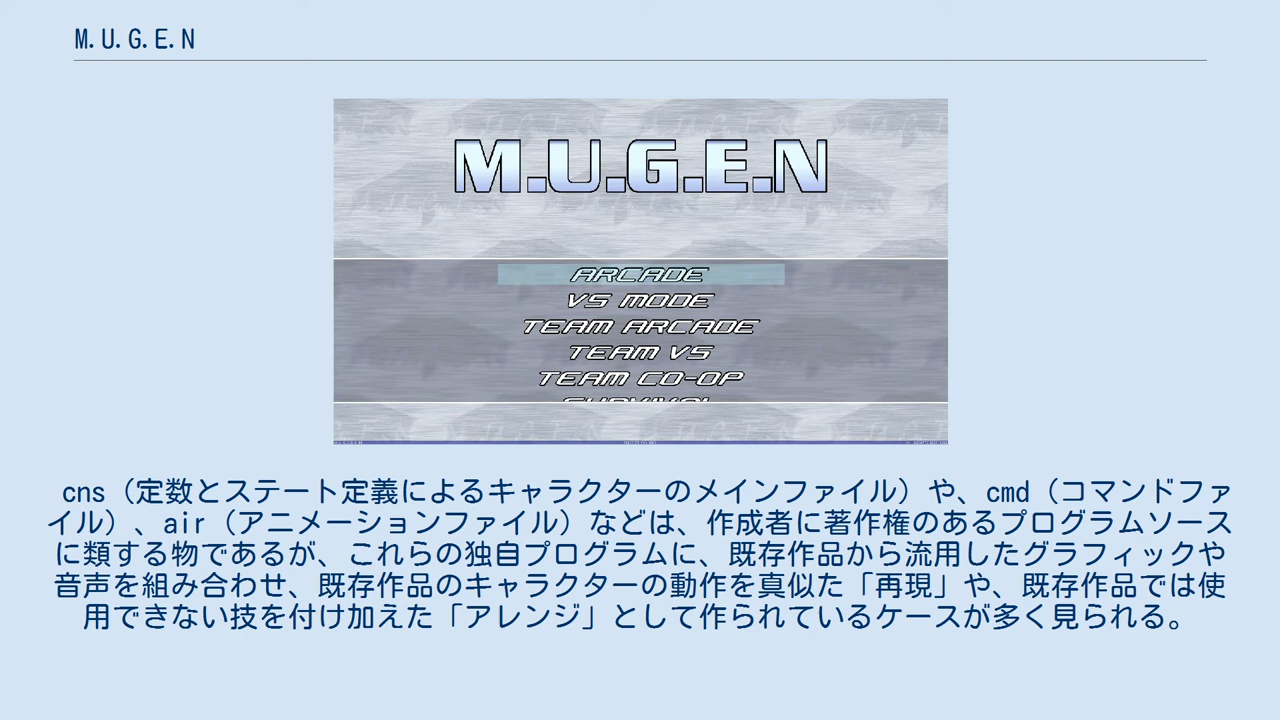 M.U.G.E.N
M.U.G.E.N
ARCADE
VS MODE
TEAM ARCADE
TEAM VS
TEAM CO-OP
SURVIVAL
cns（定数とステート定義によるキャラクターのメインファイル）や、cmd（コマンドファ
イル）、air（アニメーションファイル）などは、作成者に著作権のあるプログラムソース
に類する物であるが、これらの独自プログラムに、既存作品から流用したグラフィックや
音声を組み合わせ、既存作品のキャラクターの動作を真似た「再現」や、既存作品では使
用できない技を付け加えた「アレンジ」として作られているケースが多く見られる。